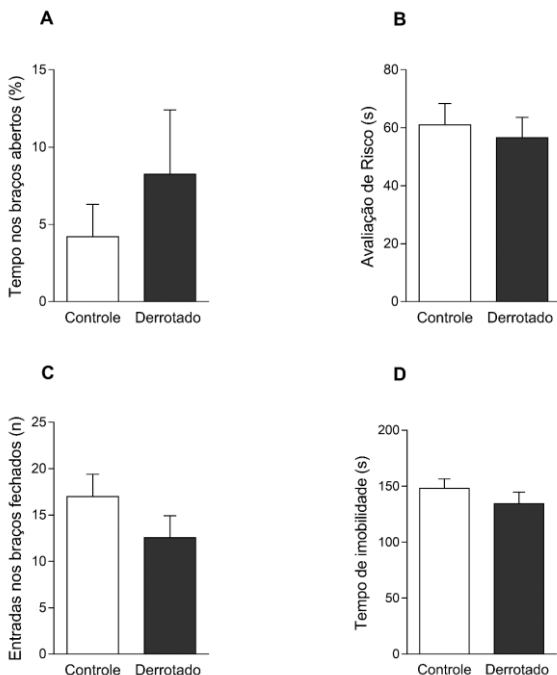 A
Tempo nos braços abertos (%)
15
10
5
0
Controle Derrotado
B
Avaliação de Risco (s)
80
60
40
20
0
Controle Derrotado
C
Entradas nos braços fechados (n)
25
20
15
10
5
0
Controle Derrotado
D
Tempo de imobilidade (s)
200
150
100
50
0
Controle Derrotado